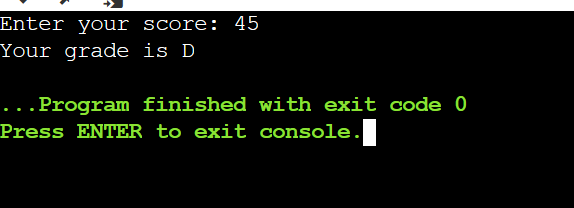 Enter your score: 45
Your grade is D
...Program finished with exit code 0
Press ENTER to exit console.